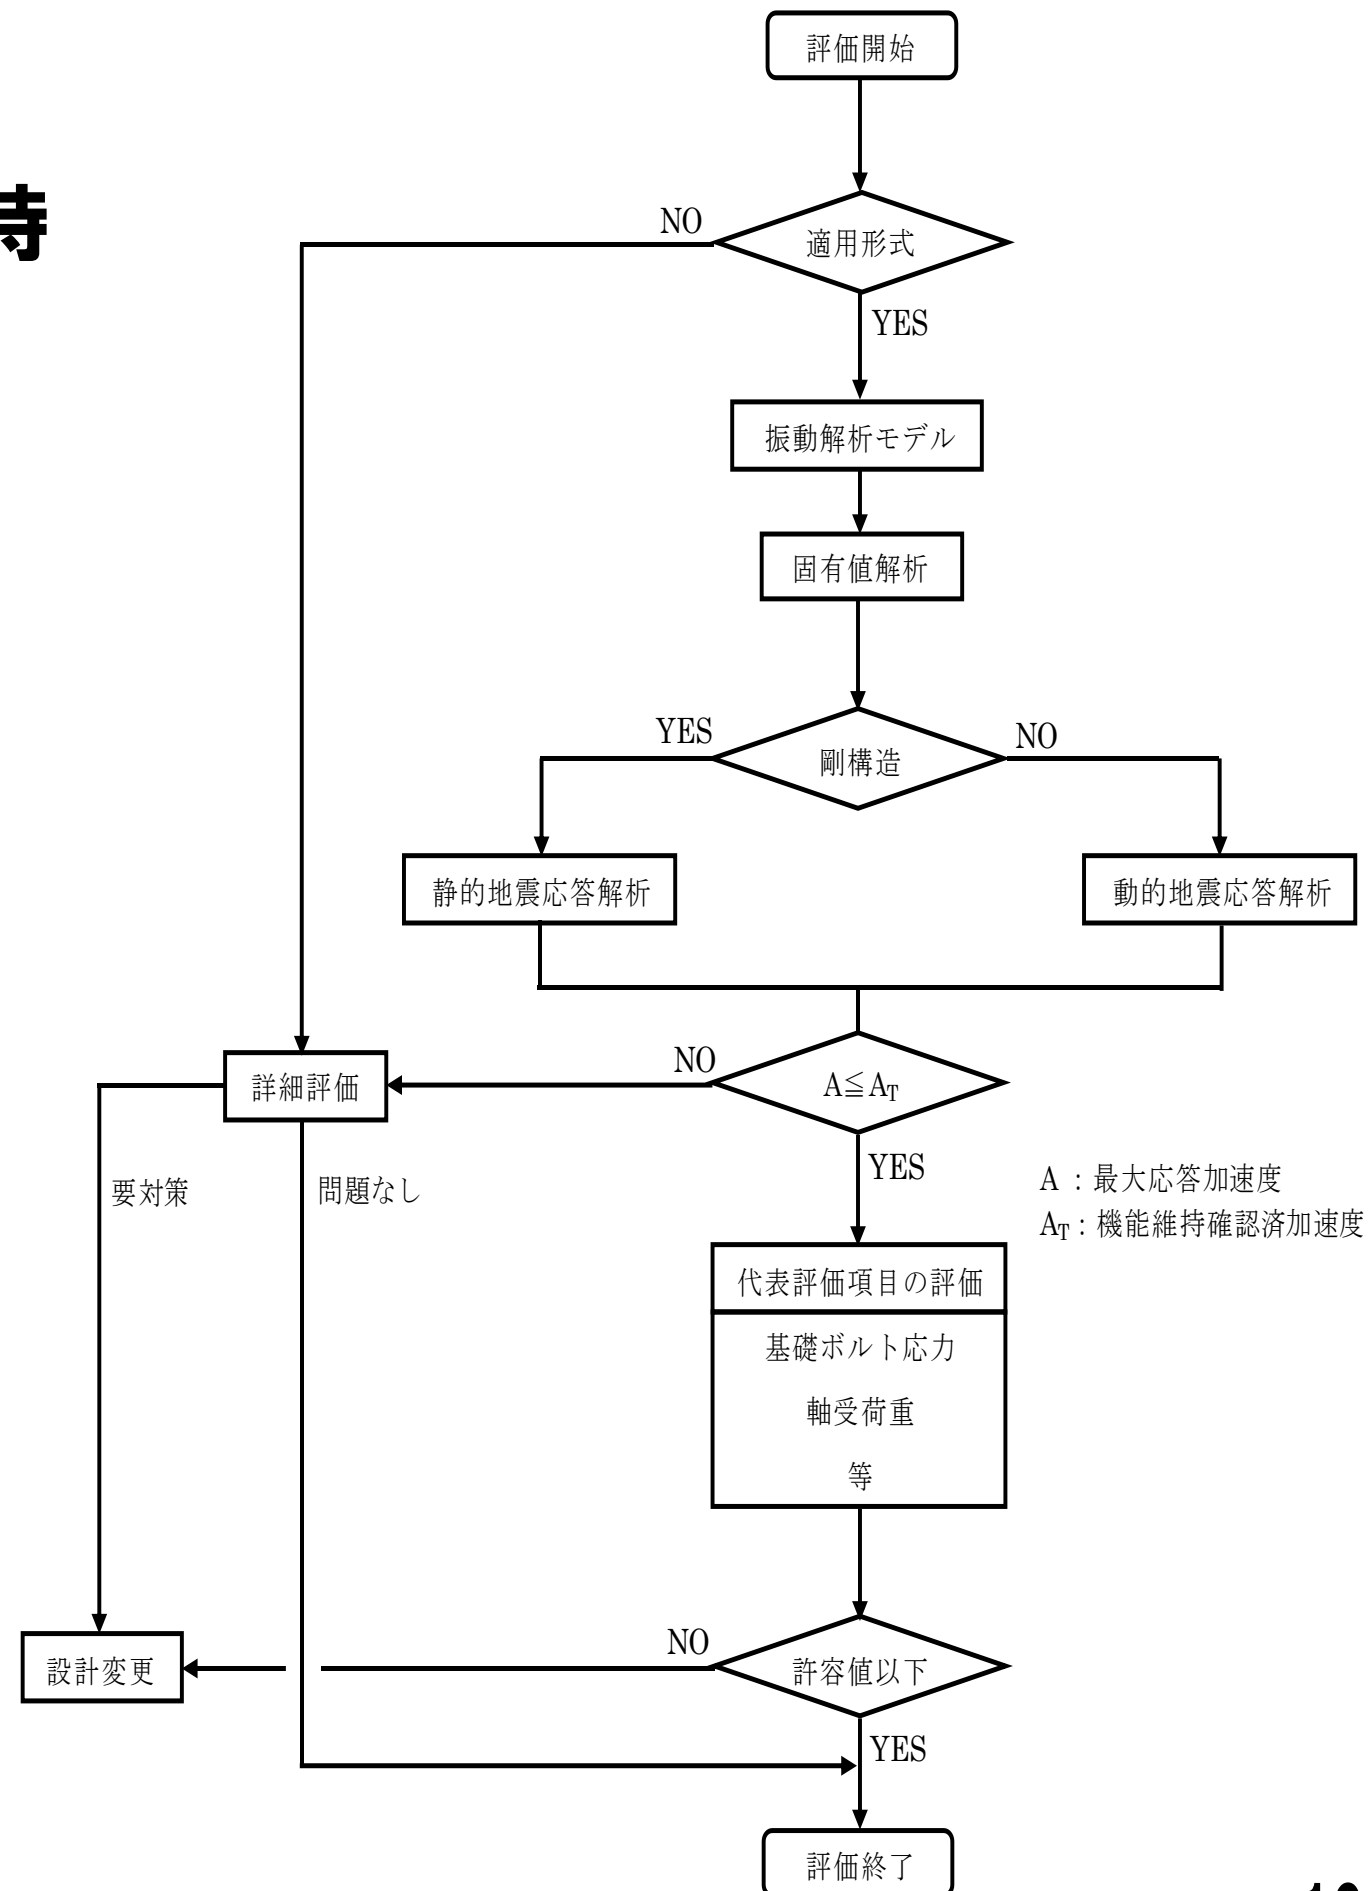 評価開始
持
NO
適用形式
YES
振動解析モデル
固有値解析
YES
NO
剛構造
静的地震応答解析
動的地震応答解析
NO
詳細評価
A≦AT
YES
要対策
問題なし
A：最大応答加速度
AT：機能維持確認済加速度
代表評価項目の評価
基礎ボルト応力
軸受荷重
等
NO
設計変更
許容値以下
YES
評価終了